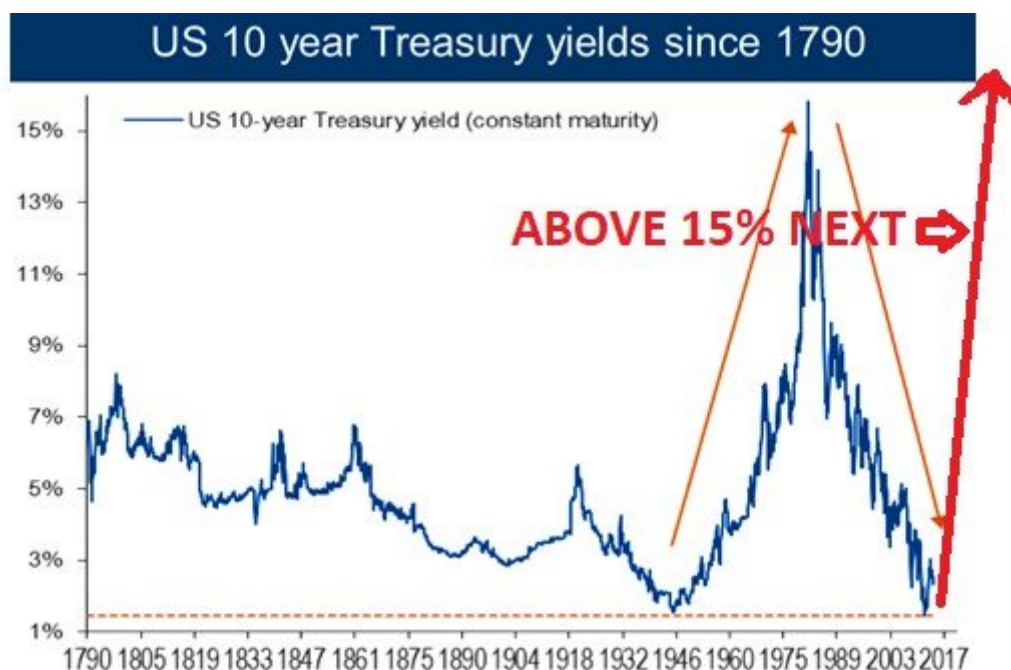 US 10 year Treasury yields since 1790
US 10-year Treasury yield (constant maturity)
15%
13%
ABOVE 15% NEXT
11%
9%
7%
5%
3%
1%
1790 1805 1819 1833 1847 1861 1875 1890 1904 1918 1932 1946 1960 1975 1989 2003 2017